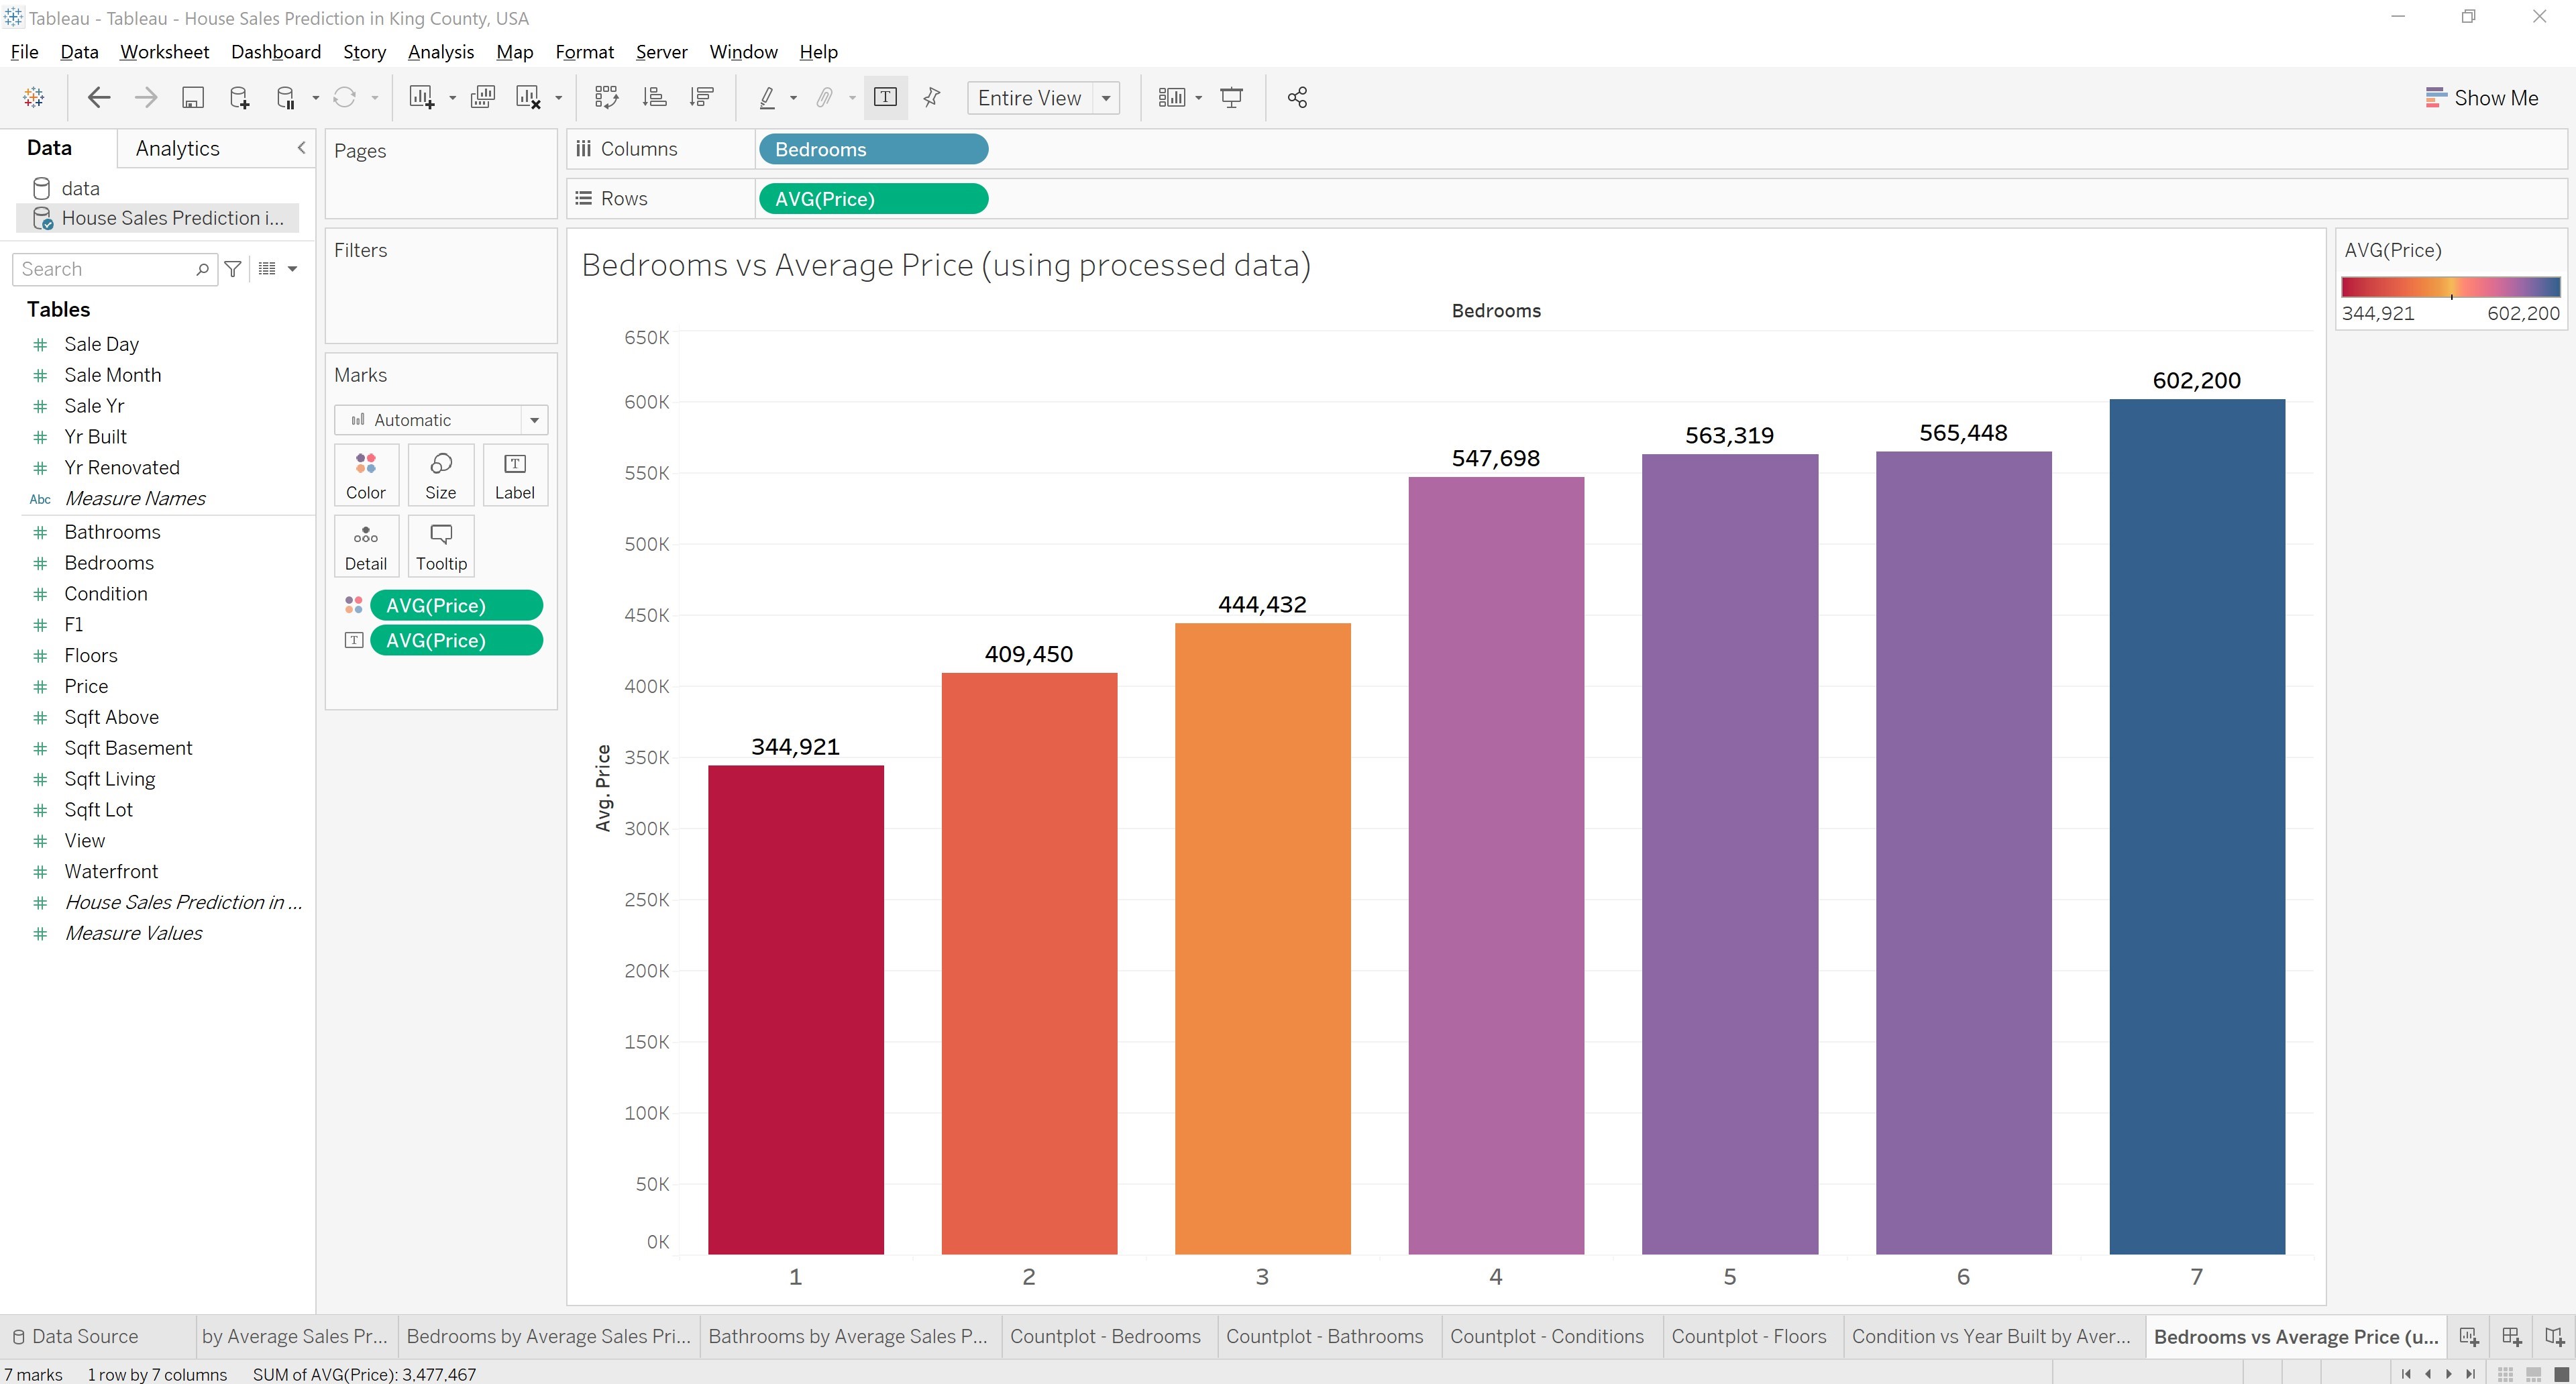 Tableau - Tableau - House Sales Prediction in King County, USA
File Data Worksheet Dashboard Story Analysis Map Format Server Window Help
Entire View
Show Me
Data Analytics
data
House Sales Prediction i...
Search
Tables
Sale Day
Sale Month
Sale Yr
Yr Built
Yr Renovated
Abc Measure Names
Bathrooms
Bedrooms
Condition
F1
Floors
Price
Sqft Above
Sqft Basement
Sqft Living
Sqft Lot
View
Waterfront
House Sales Prediction in ...
Measure Values
Pages
Filters
Marks
Automatic
Color Size Label
Detail Tooltip
AVG(Price)
AVG(Price)
Columns Bedrooms
Rows AVG(Price)
Bedrooms vs Average Price (using processed data)
Bedrooms
650K
600K
550K
500K
450K
400K
350K
300K
250K
200K
150K
100K
50K
0K
Avg. Price
344,921
409,450
444,432
547,698
563,319
565,448
602,200
1 2 3 4 5 6 7
AVG(Price)
344,921 602,200
Data Source by Average Sales Pr... Bedrooms by Average Sales Pri... Bathrooms by Average Sales P... Countplot - Bedrooms Countplot - Bathrooms Countplot - Conditions Countplot - Floors Condition vs Year Built by Aver... Bedrooms vs Average Price (u...
7 marks 1 row by 7 columns SUM of AVG(Price): 3,477,467